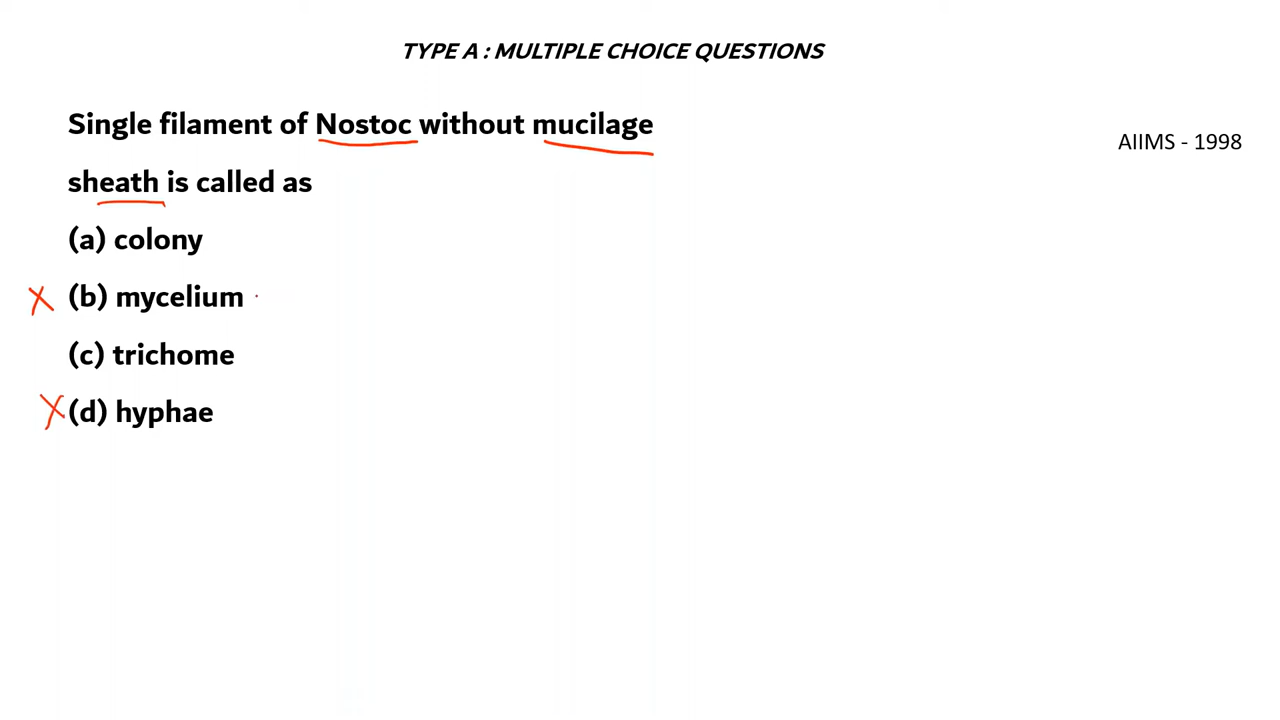 TYPE A : MULTIPLE CHOICE QUESTIONS
Single filament of Nostoc without mucilage
AIIMS - 1998
sheath is called as
(a) colony
X (b) mycelium
(c) trichome
X (d) hyphae